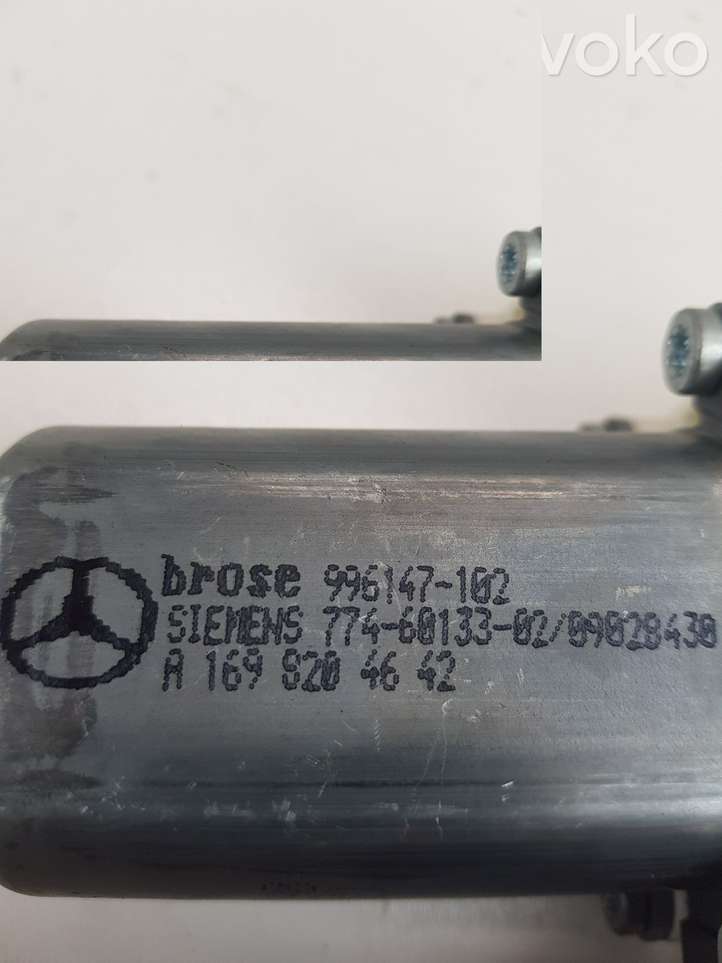 voko
brose 996147-102
SIEMENS 774-60133-02/09028430
A 169 820 46 42